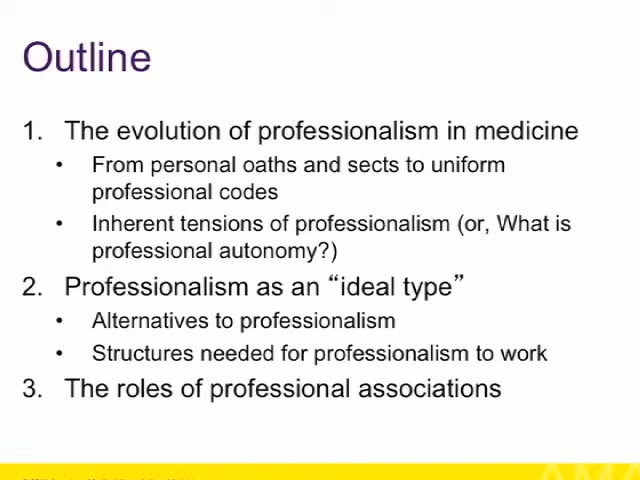 Outline
1. The evolution of professionalism in medicine
• From personal oaths and sects to uniform
professional codes
• Inherent tensions of professionalism (or, What is
professional autonomy?)
2. Professionalism as an “ideal type”
• Alternatives to professionalism
• Structures needed for professionalism to work
3. The roles of professional associations